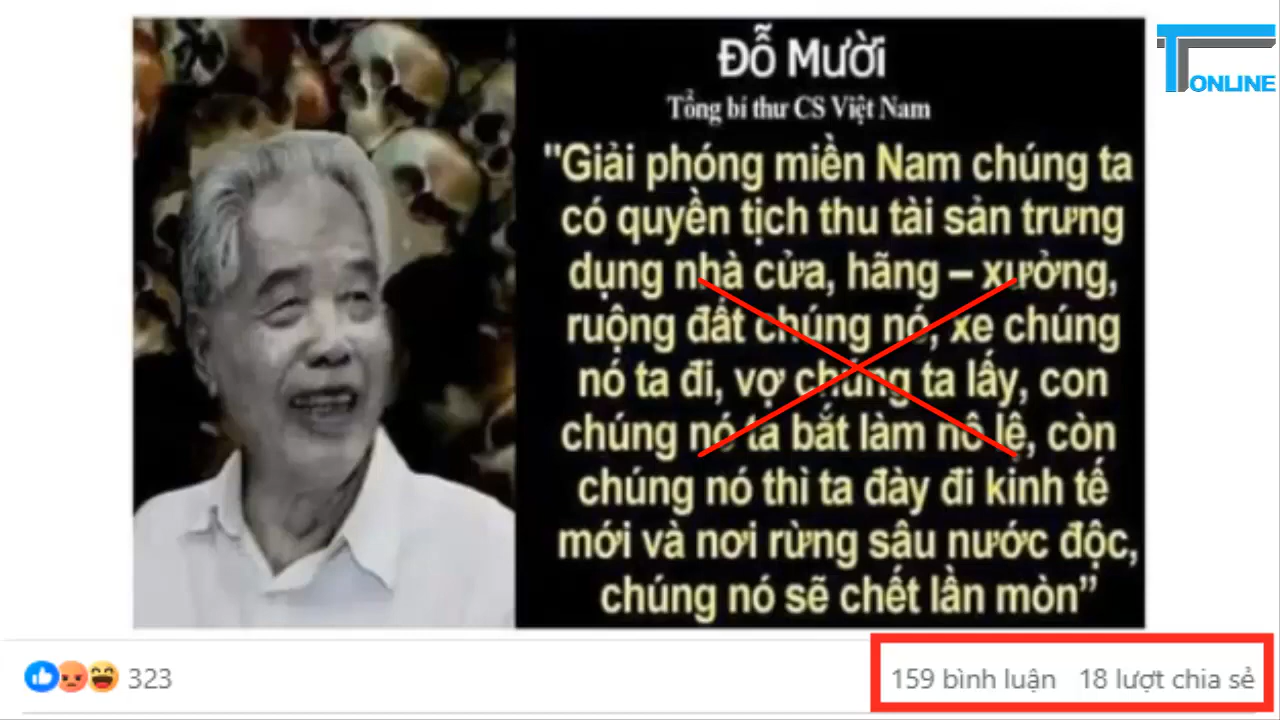 TT ONLINE
Đỗ Mười
Tổng bí thư CS Việt Nam
"Giải phóng miền Nam chúng ta
có quyền tịch thu tài sản trưng
dụng nhà cửa, hãng – xưởng,
ruộng đất chúng nó, xe chúng
nó ta đi, vợ chúng ta lấy, con
chúng nó ta bắt làm nô lệ, còn
chúng nó thì ta đày đi kinh tế
mới và nơi rừng sâu nước độc,
chúng nó sẽ chết lần mòn”
323
159 bình luận 18 lượt chia sẻ